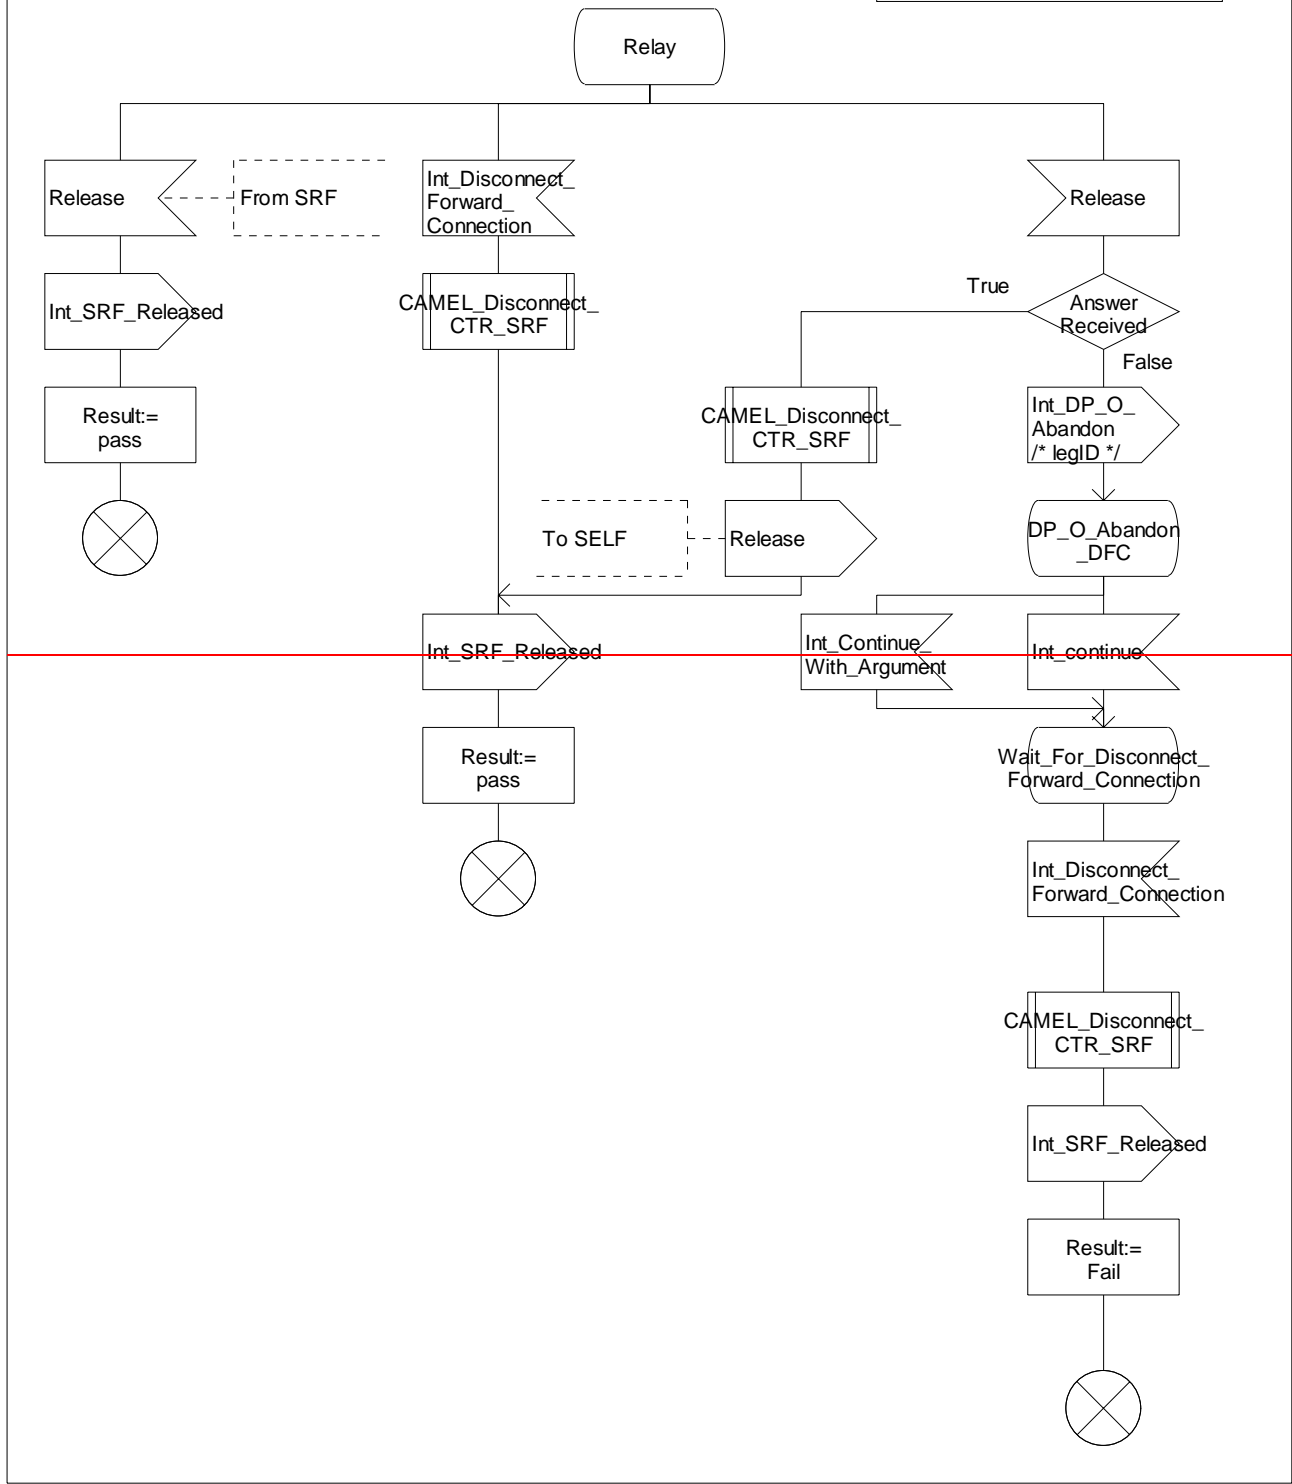 Relay
Release
From SRF
Int_Disconnect_
Forward_
Connection
Release
Int_SRF_Released
CAMEL_Disconnect_
CTR_SRF
True
Answer
Received
False
Result:=
pass
CAMEL_Disconnect_
CTR_SRF
Int_DP_O_
Abandon
/* legID */
To SELF
Release
DP_O_Abandon
_DFC
Int_SRF_Released
Int_Continue_
With_Argument
Int_continue
Result:=
pass
Wait_For_Disconnect_
Forward_Connection
Int_Disconnect_
Forward_Connection
CAMEL_Disconnect_
CTR_SRF
Int_SRF_Released
Result:=
Fail